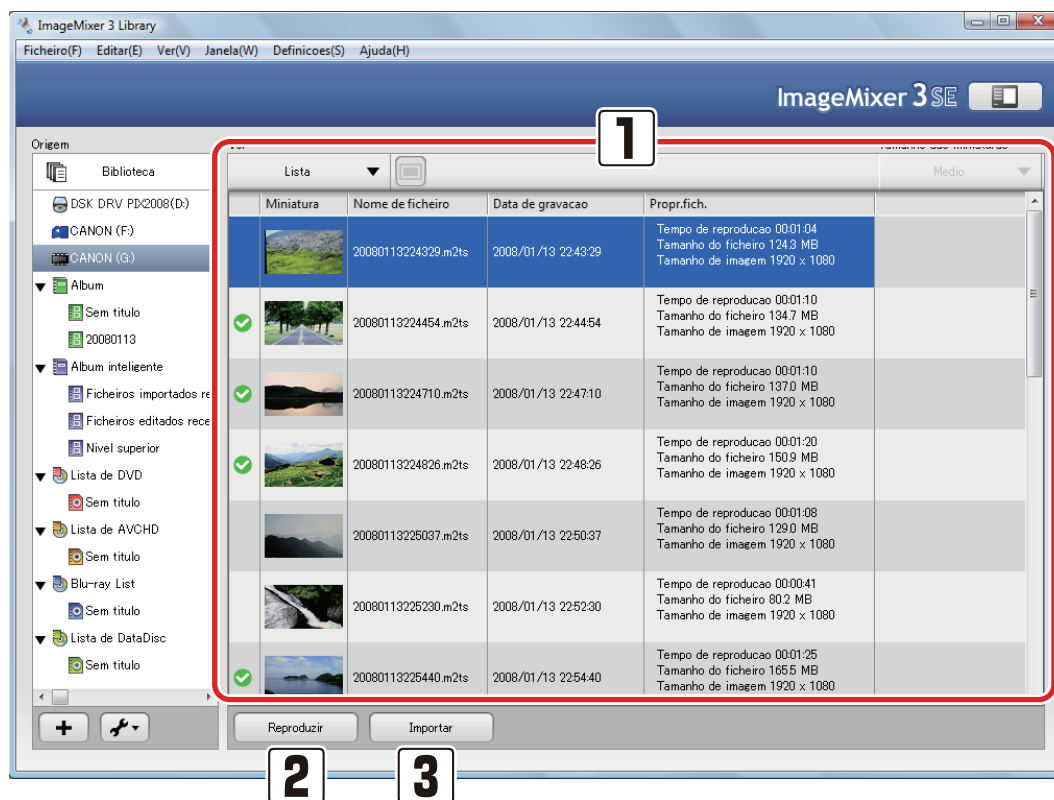 ImageMixer 3 Library
Ficheiro(F) Editar(E) Ver(V) Janela(W) Definicoes(S) Ajuda(H)
ImageMixer 3 SE
1
Origem
Biblioteca
DSK DRV PIX2008(D:)
CANON (F:)
CANON (G:)
Album
Sem titulo
20080113
Album inteligente
Ficheiros importados re
Ficheiros editados rece
Nivel superior
Lista de DVD
Sem titulo
Lista de AVCHD
Sem titulo
Blu-ray List
Sem titulo
Lista de DataDisc
Sem titulo
Lista
Medio
Miniatura Nome de ficheiro Data de gravacao Propr.fich.
20080113224329.m2ts 2008/01/13 22:43:29
Tempo de reproducao 00:01:04
Tamanho do ficheiro 124.3 MB
Tamanho de imagem 1920 x 1080
20080113224454.m2ts 2008/01/13 22:44:54
Tempo de reproducao 00:01:10
Tamanho do ficheiro 134.7 MB
Tamanho de imagem 1920 x 1080
20080113224710.m2ts 2008/01/13 22:47:10
Tempo de reproducao 00:01:10
Tamanho do ficheiro 137.0 MB
Tamanho de imagem 1920 x 1080
20080113224826.m2ts 2008/01/13 22:48:26
Tempo de reproducao 00:01:20
Tamanho do ficheiro 150.9 MB
Tamanho de imagem 1920 x 1080
20080113225037.m2ts 2008/01/13 22:50:37
Tempo de reproducao 00:01:08
Tamanho do ficheiro 129.0 MB
Tamanho de imagem 1920 x 1080
20080113225230.m2ts 2008/01/13 22:52:30
Tempo de reproducao 00:00:41
Tamanho do ficheiro 80.2 MB
Tamanho de imagem 1920 x 1080
20080113225440.m2ts 2008/01/13 22:54:40
Tempo de reproducao 00:01:25
Tamanho do ficheiro 165.5 MB
Tamanho de imagem 1920 x 1080
Reproduzir Importar
2 3